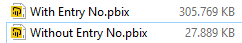 With Entry No.pbix 305.769 KB
Without Entry No.pbix 27.889 KB